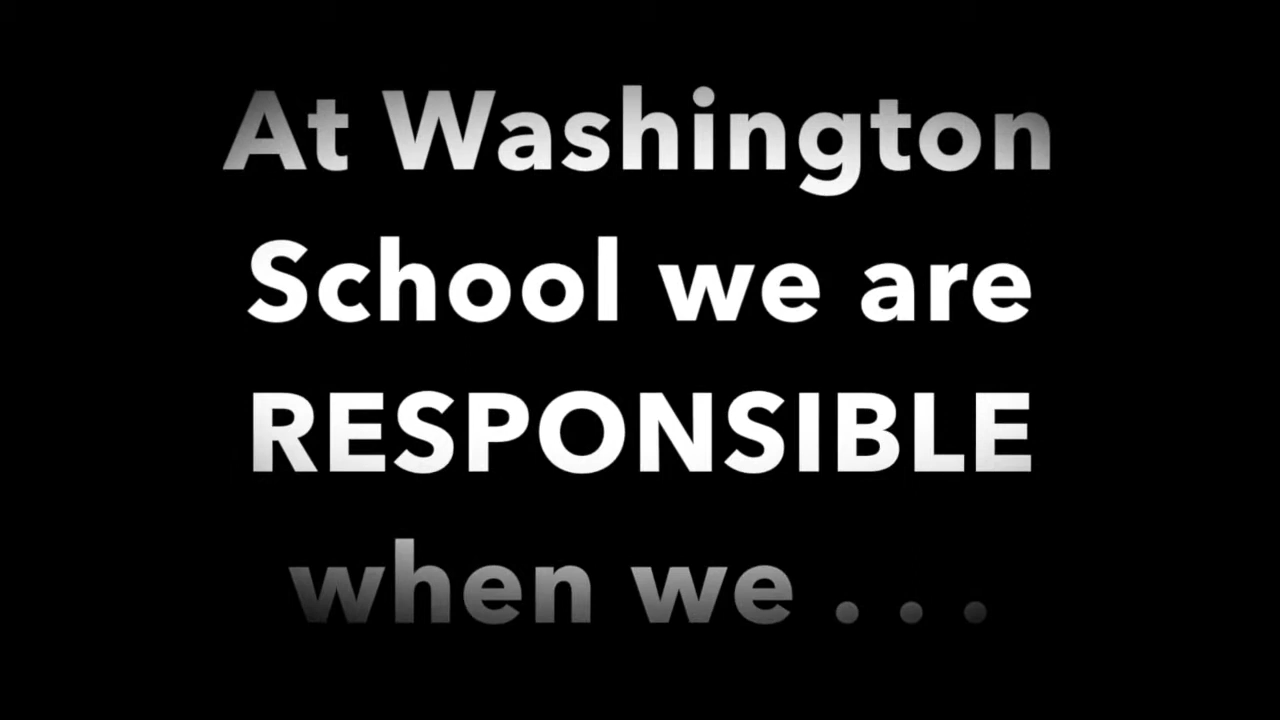 At Washington
School we are
RESPONSIBLE
when we . . .